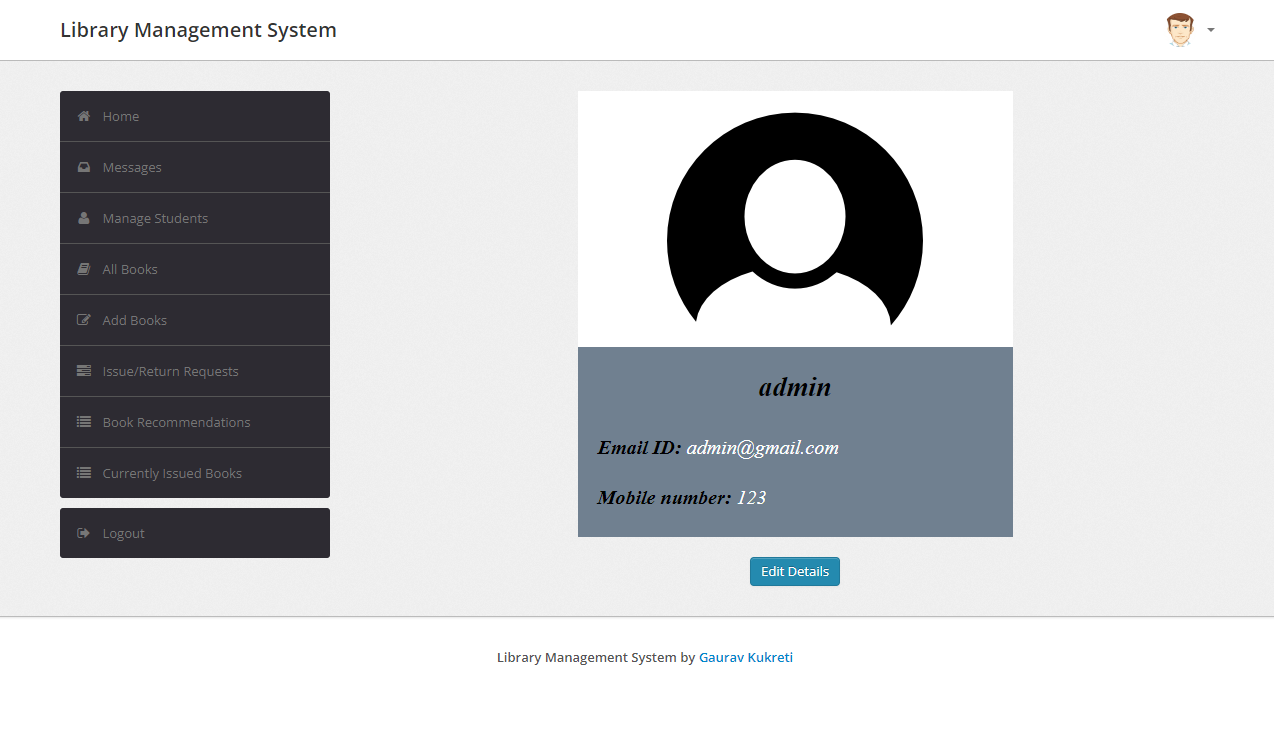 Library Management System
Home
Messages
Manage Students
All Books
Add Books
Issue/Return Requests
Book Recommendations
Currently Issued Books
Logout
admin
Email ID: admin@gmail.com
Mobile number: 123
Edit Details
Library Management System by Gaurav Kukreti